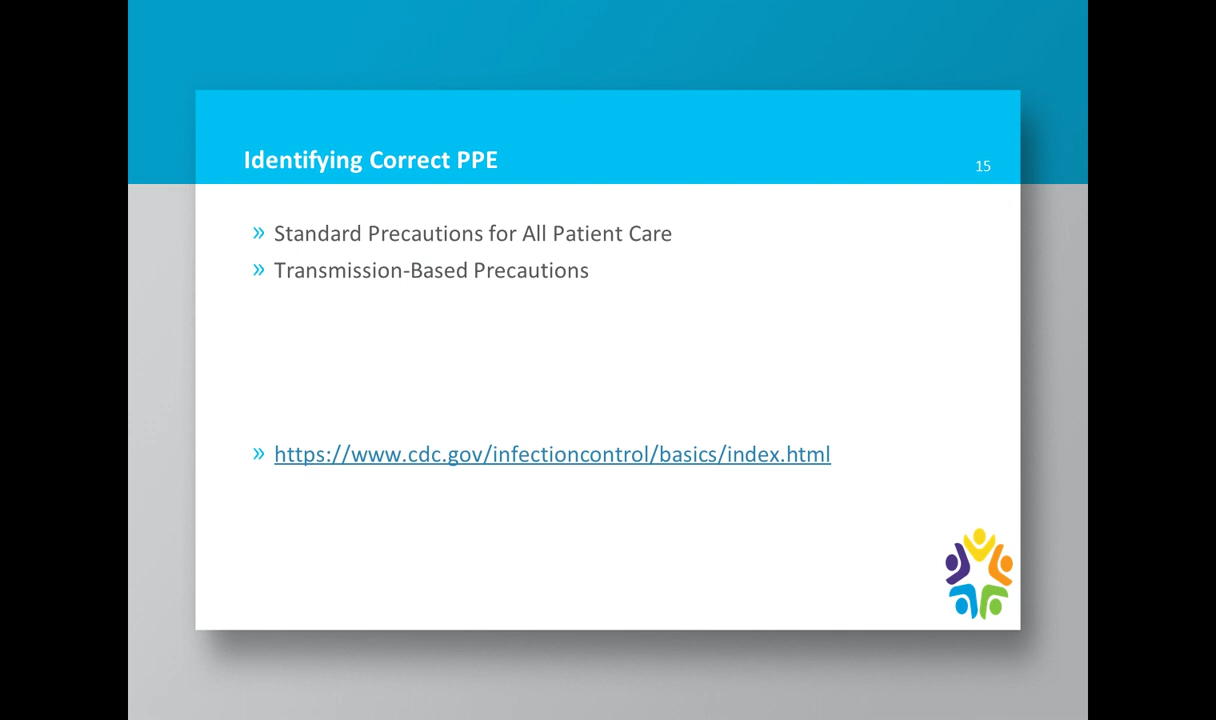 Identifying Correct PPE
15
» Standard Precautions for All Patient Care
» Transmission-Based Precautions
» https://www.cdc.gov/infectioncontrol/basics/index.html